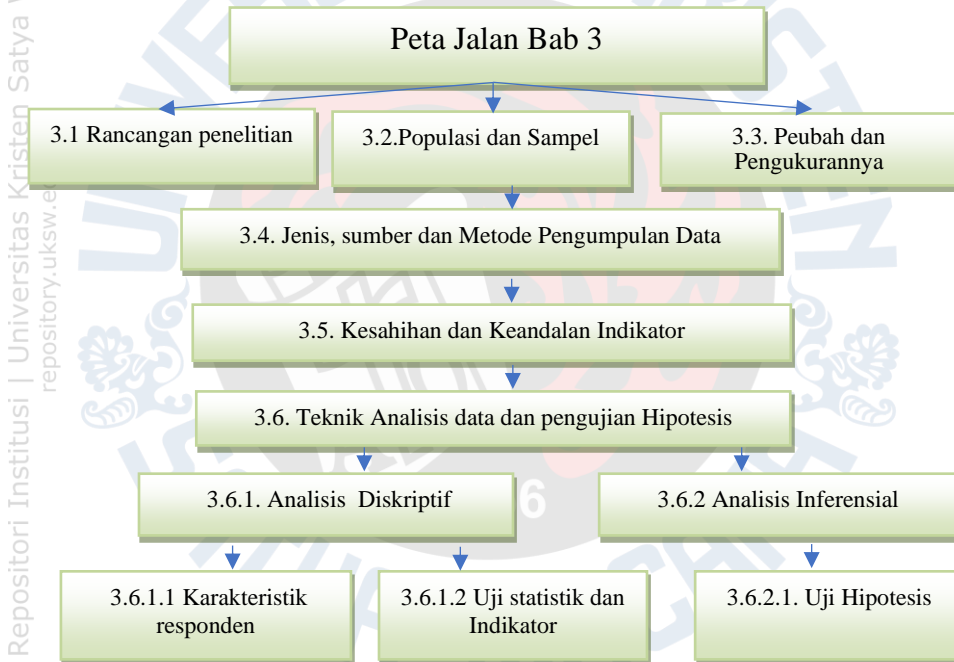 Peta Jalan Bab 3
3.1 Rancangan penelitian
3.2.Populasi dan Sampel
3.3. Peubah dan
Pengukurannya
3.4. Jenis, sumber dan Metode Pengumpulan Data
3.5. Kesahihan dan Keandalan Indikator
3.6. Teknik Analisis data dan pengujian Hipotesis
3.6.1. Analisis Diskriptif
3.6.2 Analisis Inferensial
3.6.1.1 Karakteristik
responden
3.6.1.2 Uji statistik dan
Indikator
3.6.2.1. Uji Hipotesis
Repositori Institusi | Universitas Kristen Satya
repository.uksw.e